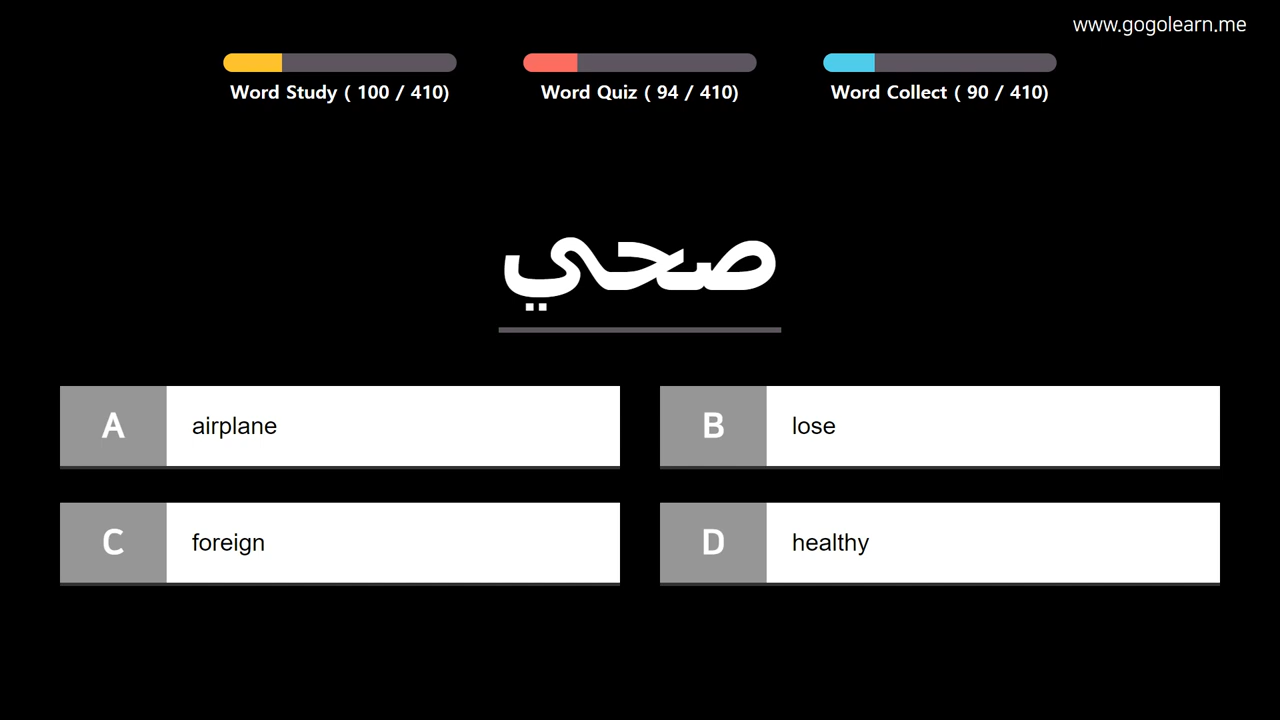 www.gogolearn.me
Word Study ( 100 / 410)
Word Quiz ( 94 / 410)
Word Collect ( 90 / 410)
صحي
A airplane
B lose
C foreign
D healthy